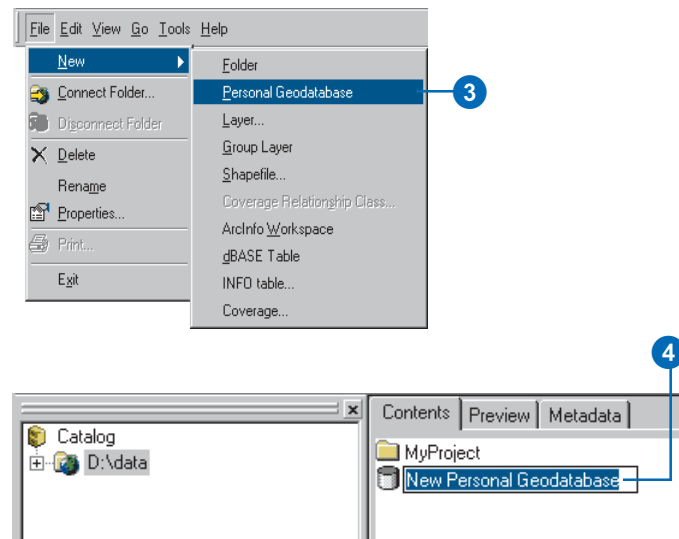 File Edit View Go Tools Help
New
Connect Folder...
Disconnect Folder
Delete
Rename
Properties...
Print...
Exit
Folder
Personal Geodatabase
Layer...
Group Layer
Shapefile...
Coverage Relationship Class...
ArcInfo Workspace
dBASE Table
INFO table...
Coverage...
3
4
Catalog
D:\data
Contents Preview Metadata
MyProject
New Personal Geodatabase